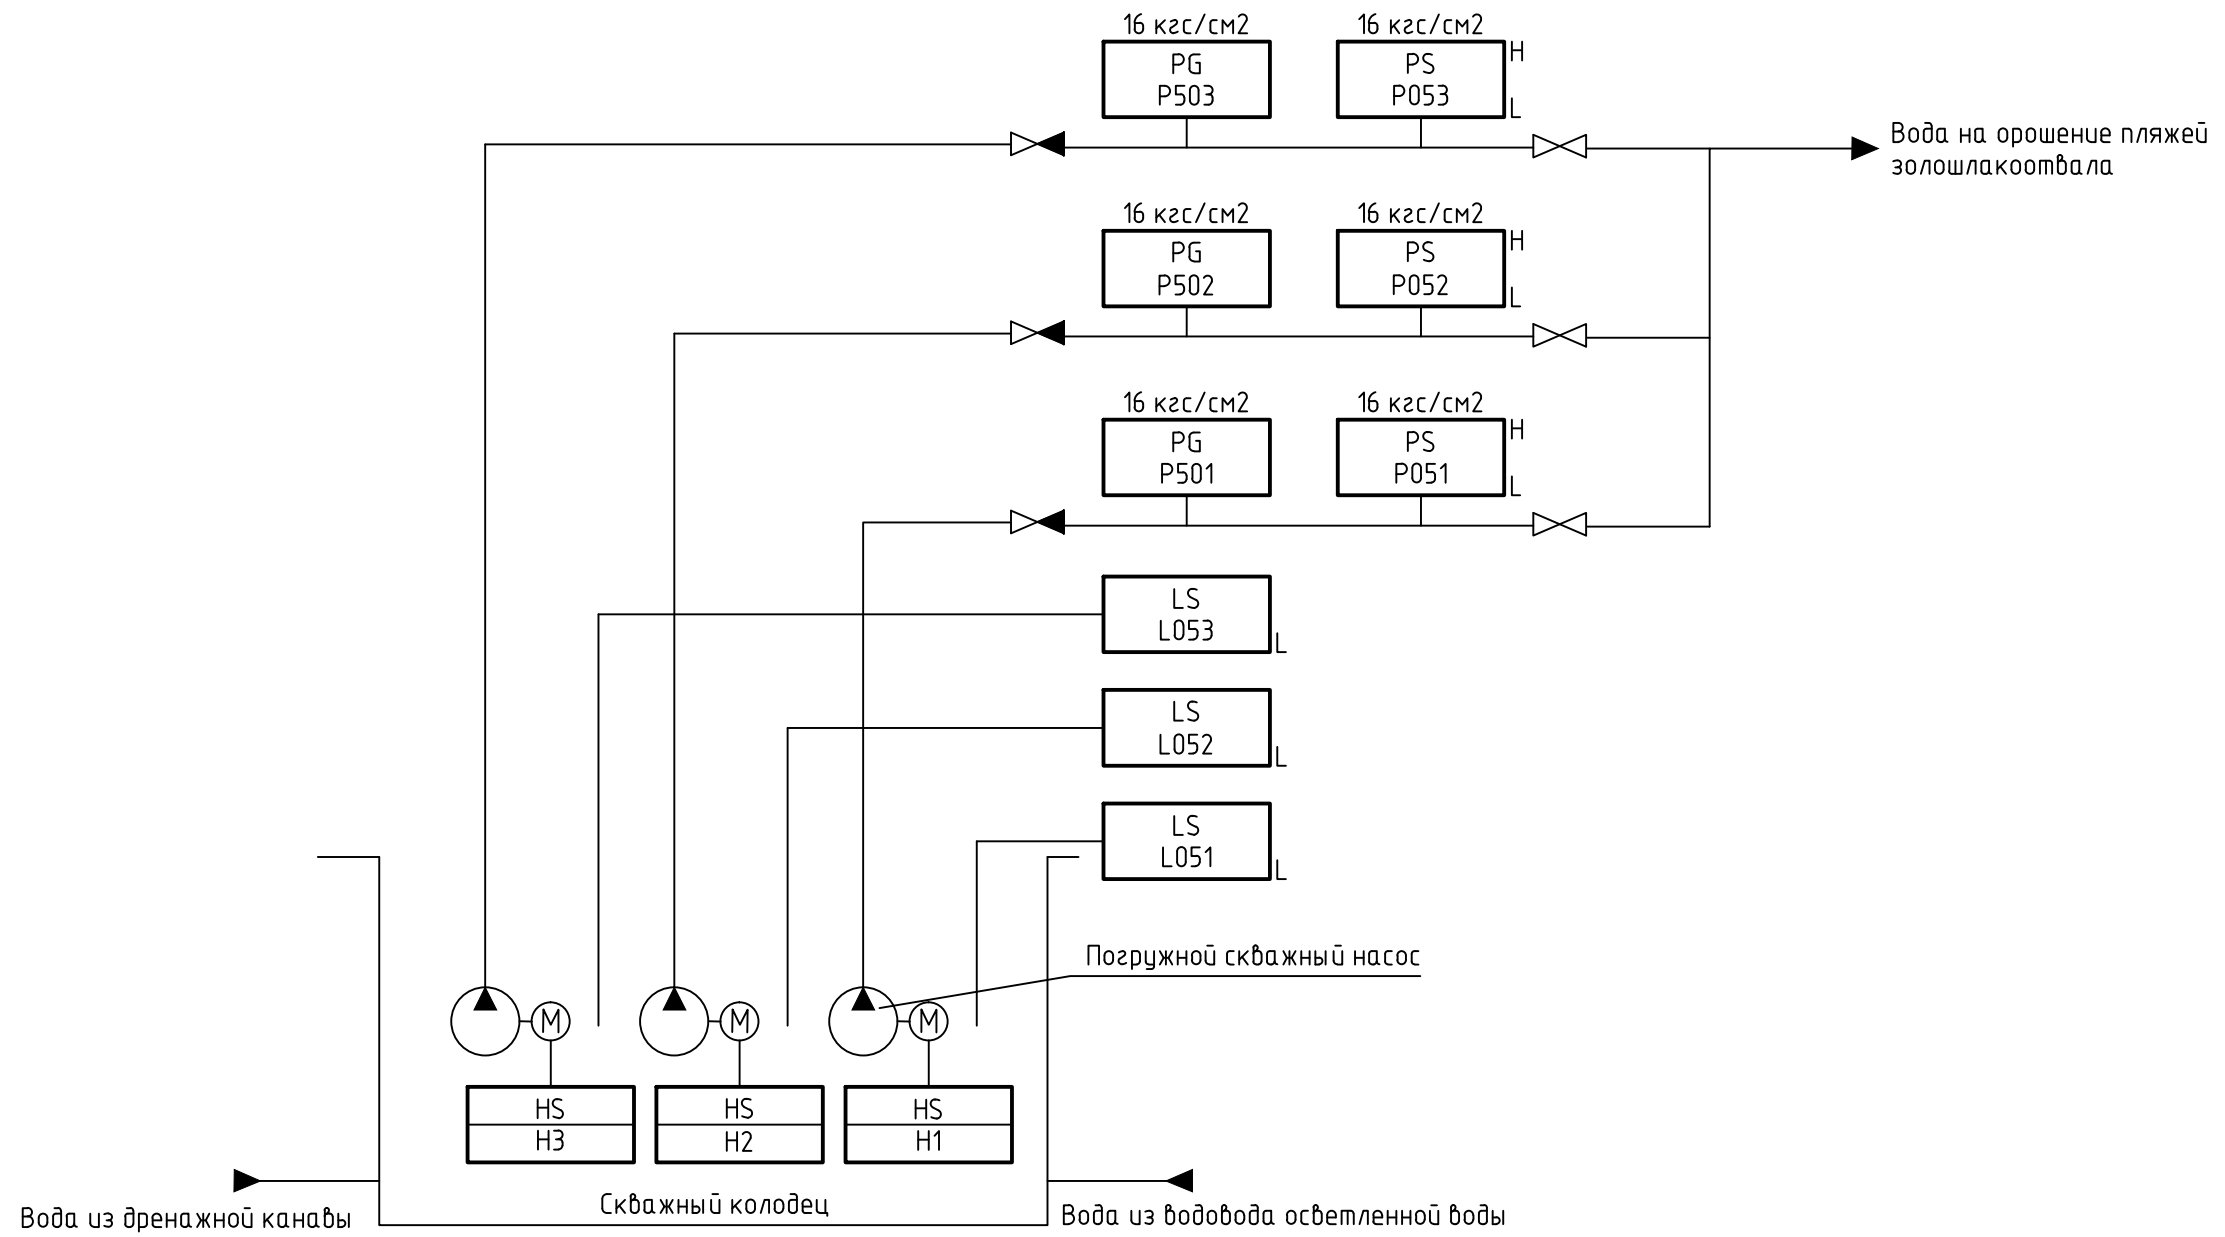 16 кгс/см2
PG
P503
16 кгс/см2
PS
P053
H
L
Вода на орошение пляжей
золошлакоотвала
16 кгс/см2
PG
P502
16 кгс/см2
PS
P052
H
L
16 кгс/см2
PG
P501
16 кгс/см2
PS
P051
H
L
LS
L053
L
LS
L052
L
LS
L051
L
Погружной скважный насос
M
M
M
HS
H3
HS
H2
HS
H1
Скважный колодец
Вода из дренажной канавы
Вода из водовода осветленной воды